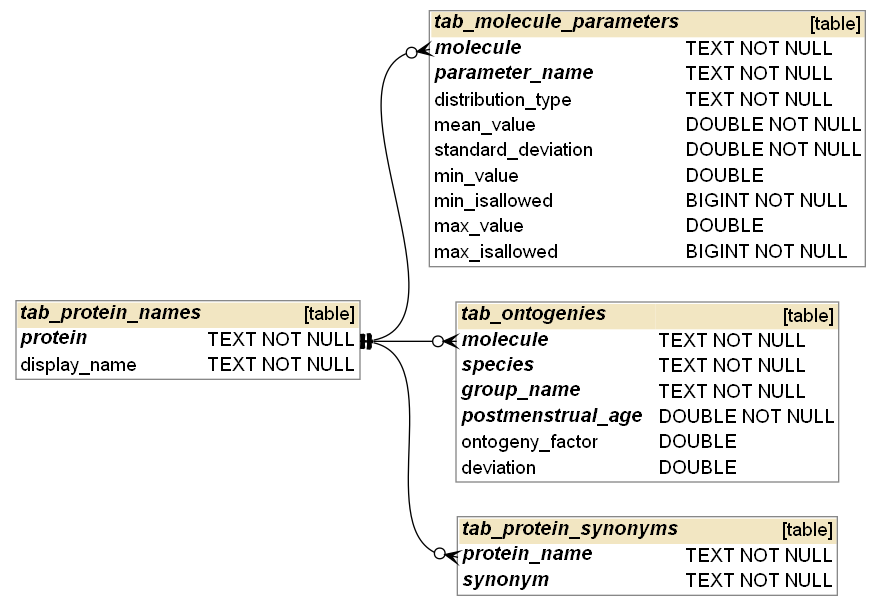 tab_molecule_parameters [table]
molecule TEXT NOT NULL
parameter_name TEXT NOT NULL
distribution_type TEXT NOT NULL
mean_value DOUBLE NOT NULL
standard_deviation DOUBLE NOT NULL
min_value DOUBLE
min_isallowed BIGINT NOT NULL
max_value DOUBLE
max_isallowed BIGINT NOT NULL
tab_protein_names [table]
protein TEXT NOT NULL
display_name TEXT NOT NULL
tab_ontogenies [table]
molecule TEXT NOT NULL
species TEXT NOT NULL
group_name TEXT NOT NULL
postmenstrual_age DOUBLE NOT NULL
ontogeny_factor DOUBLE
deviation DOUBLE
tab_protein_synonyms [table]
protein_name TEXT NOT NULL
synonym TEXT NOT NULL